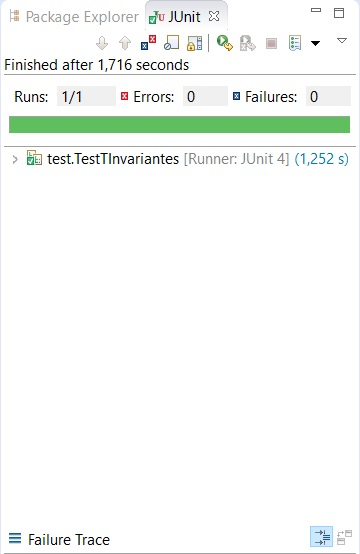 Package Explorer JUnit
Finished after 1,716 seconds
Runs: 1/1 Errors: 0 Failures: 0
test.TestTInvariantes [Runner: JUnit 4] (1,252 s)
Failure Trace